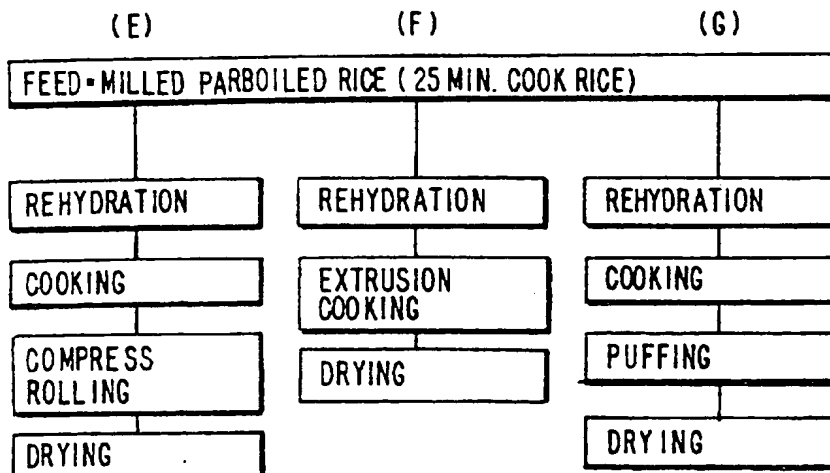 (E) (F) (G)
FEED-MILLED PARBOILED RICE (25 MIN. COOK RICE)
REHYDRATION
COOKING
COMPRESS
ROLLING
DRYING
REHYDRATION
EXTRUSION
COOKING
DRYING
REHYDRATION
COOKING
PUFFING
DRYING